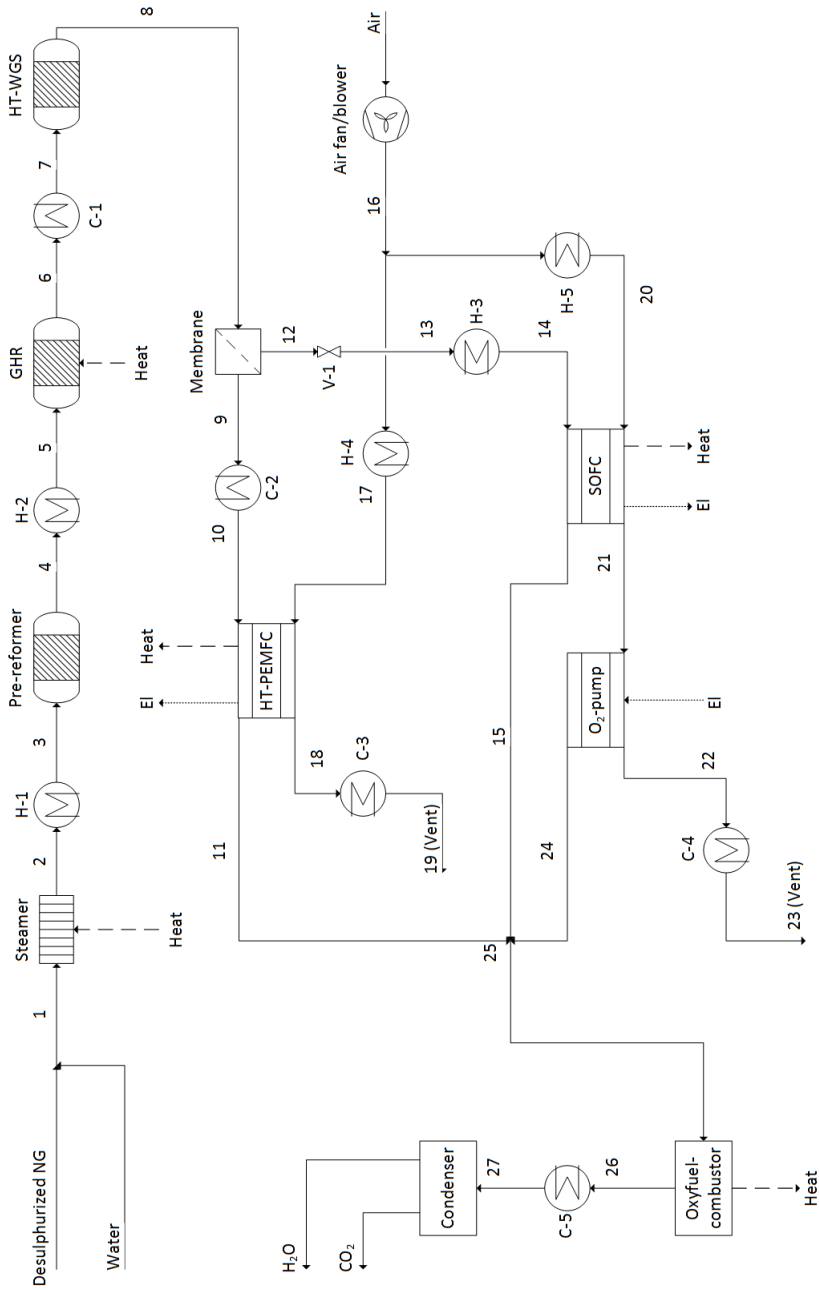 Desulphurized NG
Water
1
Steamer
Heat
2
H-1
3
Pre-reformer
4
H-2
5
GHR
Heat
6
C-1
7
HT-WGS
8
Membrane
9
C-2
10
12
V-1
13
H-3
14
Air
Air fan/blower
16
H-4
17
H-5
20
HT-PEMFC
El
Heat
11
18
C-3
19 (Vent)
SOFC
El
Heat
15
21
O₂-pump
El
22
C-4
23 (Vent)
24
25
Oxyfuel-
combustor
Heat
26
C-5
27
Condenser
H₂O
CO₂